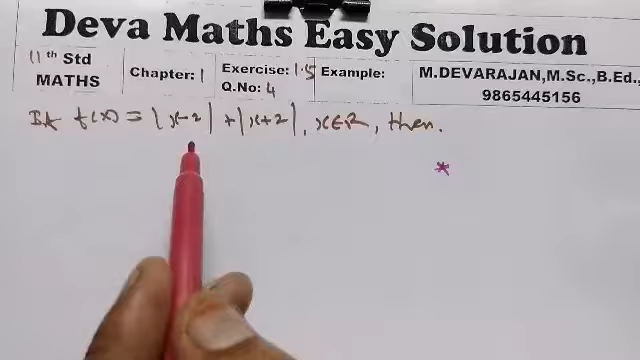 Deva Maths Easy Solution
11th Std MATHS
Chapter: 1
Exercise: 1.5
Q.No: 4
Example:
M.DEVARAJAN,M.Sc.,B.Ed.,
9865445156
If f(x) = |x-2| + |x+2|, x∈R, then.
*